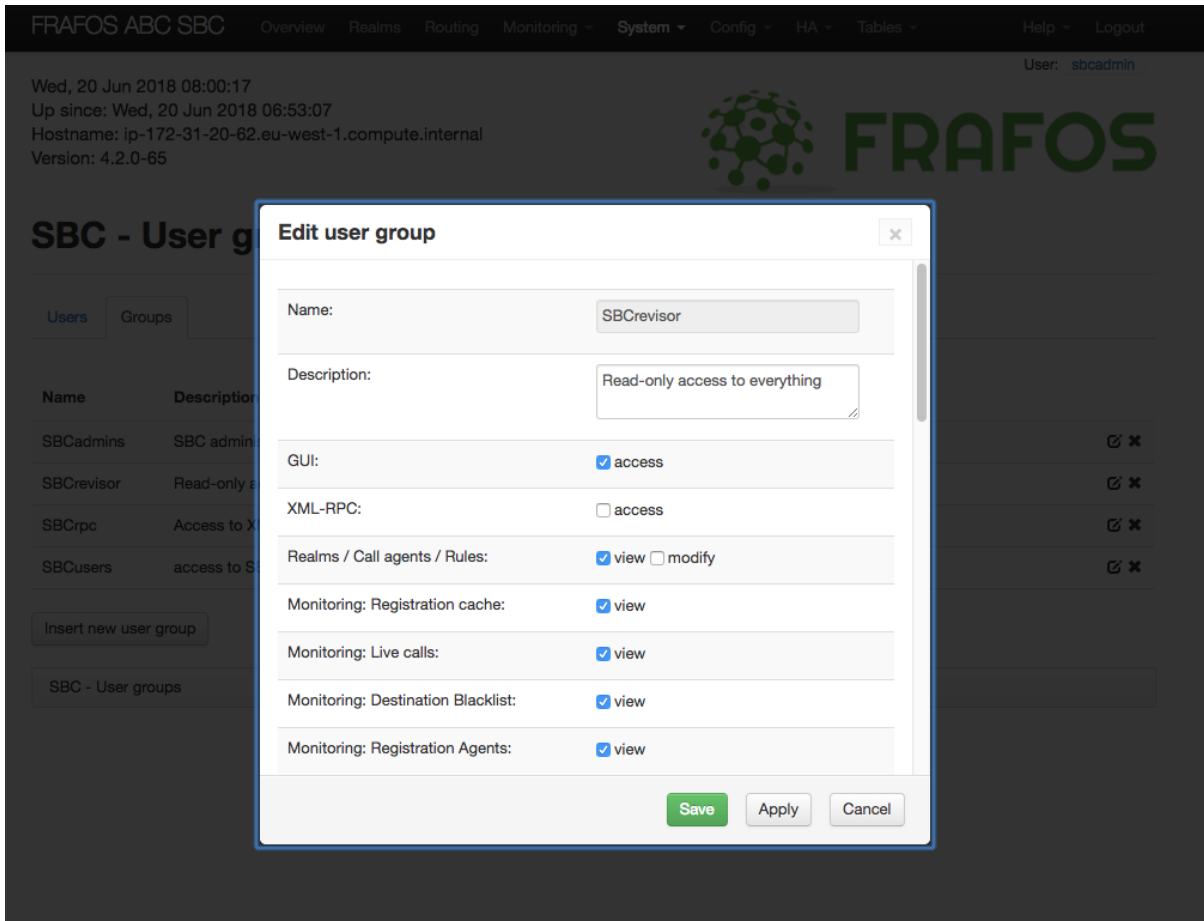 FRAFOS ABC SBC Overview Realms Routing Monitoring System Config HA Tables Help Logout
User: sbcadmin
Wed, 20 Jun 2018 08:00:17
Up since: Wed, 20 Jun 2018 06:53:07
Hostname: ip-172-31-20-62.eu-west-1.compute.internal
Version: 4.2.0-65
FRAFOS
SBC - User g
Edit user group
Users Groups
Name Description
SBCadmins SBC admini
SBCrevisor Read-only a
SBCrpc Access to X
SBCusers access to S
Insert new user group
SBC - User groups
Name: SBCrevisor
Description: Read-only access to everything
GUI: access
XML-RPC: access
Realms / Call agents / Rules: view modify
Monitoring: Registration cache: view
Monitoring: Live calls: view
Monitoring: Destination Blacklist: view
Monitoring: Registration Agents: view
Save Apply Cancel